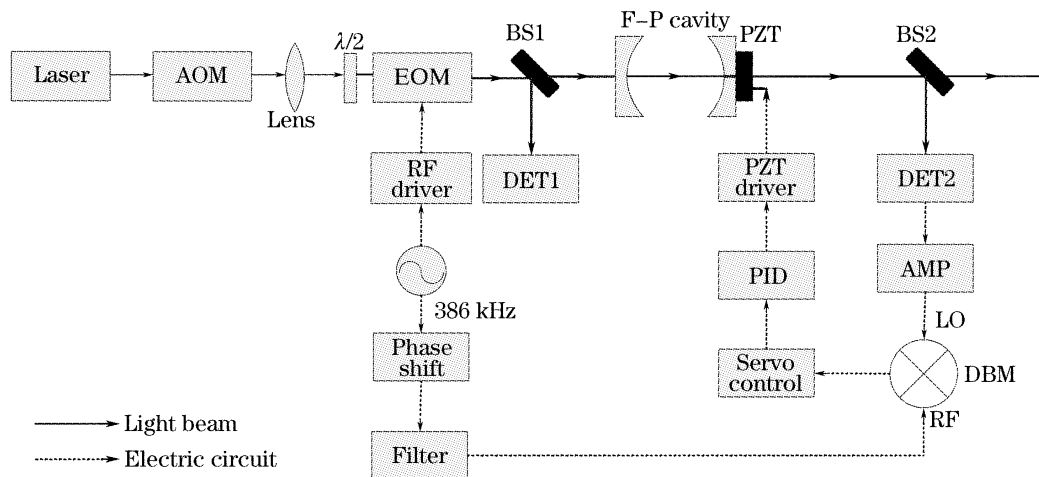 F–P cavity
BS1
PZT
BS2
λ/2
Laser
AOM
EOM
Lens
RF
driver
DET1
PZT
driver
DET2
PID
AMP
386 kHz
LO
Phase
shift
Servo
control
DBM
RF
Light beam
Electric circuit
Filter